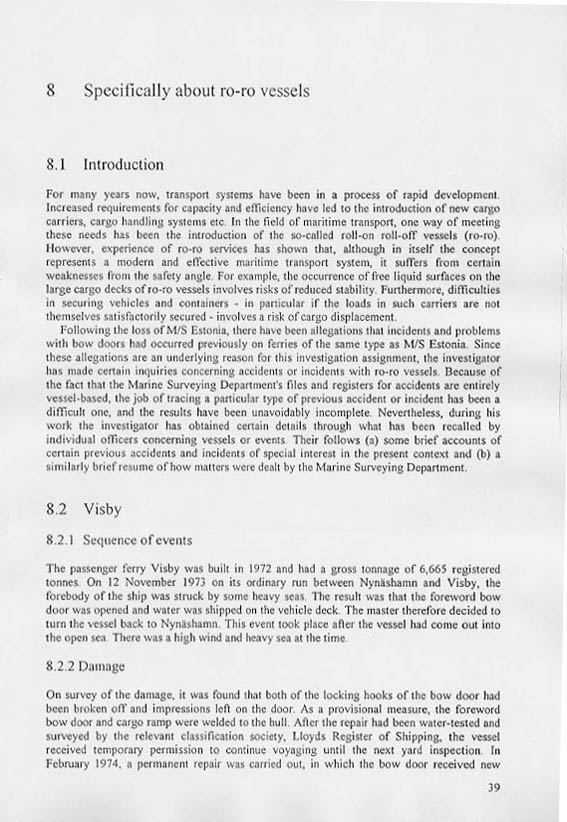 8 Specifically about ro-ro vessels
8.1 Introduction
For many years now, transport systems have been in a process of rapid development.
Increased requirements for capacity and efficiency have led to the introduction of new cargo
carriers, cargo handling systems etc. In the field of maritime transport, one way of meeting
these needs has been the introduction of the so-called roll-on roll-off vessels (ro-ro).
However, experience of ro-ro services has shown that, although in itself the concept
represents a modern and effective maritime transport system, it suffers from certain
weaknesses from the safety angle. For example, the occurrence of free liquid surfaces on the
large cargo decks of ro-ro vessels involves risks of reduced stability. Furthermore, difficulties
in securing vehicles and containers - in particular if the loads in such carriers are not
themselves satisfactorily secured - involves a risk of cargo displacement.
Following the loss of M/S Estonia, there have been allegations that incidents and problems
with bow doors had occurred previously on ferries of the same type as M/S Estonia. Since
these allegations are an underlying reason for this investigation assignment, the investigator
has made certain inquiries concerning accidents or incidents with ro-ro vessels. Because of
the fact that the Marine Surveying Department's files and registers for accidents are entirely
vessel-based, the job of tracing a particular type of previous accident or incident has been a
difficult one, and the results have been unavoidably incomplete. Nevertheless, during his
work the investigator has obtained certain details through what has been recalled by
individual officers concerning vessels or events. Their follows (a) some brief accounts of
certain previous accidents and incidents of special interest in the present context and (b) a
similarly brief resume of how matters were dealt by the Marine Surveying Department.
8.2 Visby
8.2.1 Sequence of events
The passenger ferry Visby was built in 1972 and had a gross tonnage of 6,665 registered
tonnes. On 12 November 1973 on its ordinary run between Nynäshamn and Visby, the
forebody of the ship was struck by some heavy seas. The result was that the foreword bow
door was opened and water was shipped on the vehicle deck. The master therefore decided to
turn the vessel back to Nynäshamn. This event took place after the vessel had come out into
the open sea. There was a high wind and heavy sea at the time.
8.2.2 Damage
On survey of the damage, it was found that both of the locking hooks of the bow door had
been broken off and impressions left on the door. As a provisional measure, the foreword
bow door and cargo ramp were welded to the hull. After the repair had been water-tested and
surveyed by the relevant classification society, Lloyds Register of Shipping, the vessel
received temporary permission to continue voyaging until the next yard inspection. In
February 1974, a permanent repair was carried out, in which the bow door received new
39